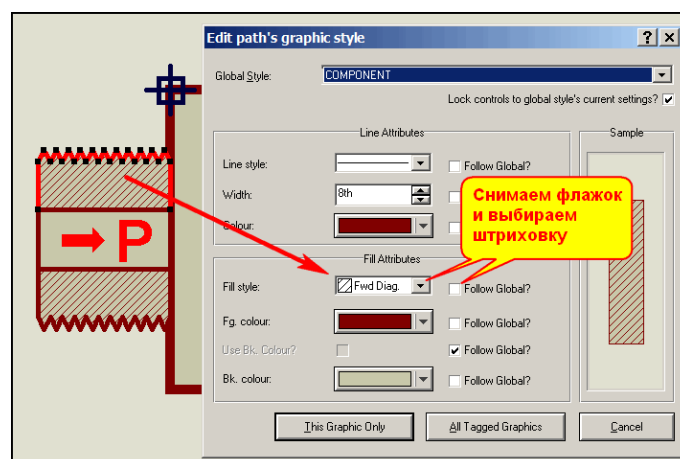 Edit path's graphic style
Global Style:
COMPONENT
Lock controls to global style's current settings?
Line Attributes
Sample
Line style:
Follow Global?
Width:
8th
Снимаем флажок
и выбираем
штриховку
Colour:
P
Fill Attributes
Fill style:
Fwd Diag.
Follow Global?
Fg. colour:
Follow Global?
Use Bk. Colour?
Follow Global?
Bk. colour:
Follow Global?
This Graphic Only
All Tagged Graphics
Cancel